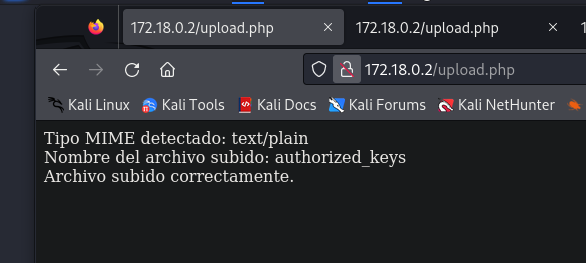 172.18.0.2/upload.php
172.18.0.2/upload.php
172.18.0.2/upload.php
Kali Linux Kali Tools Kali Docs Kali Forums Kali NetHunter
Tipo MIME detectado: text/plain
Nombre del archivo subido: authorized_keys
Archivo subido correctamente.